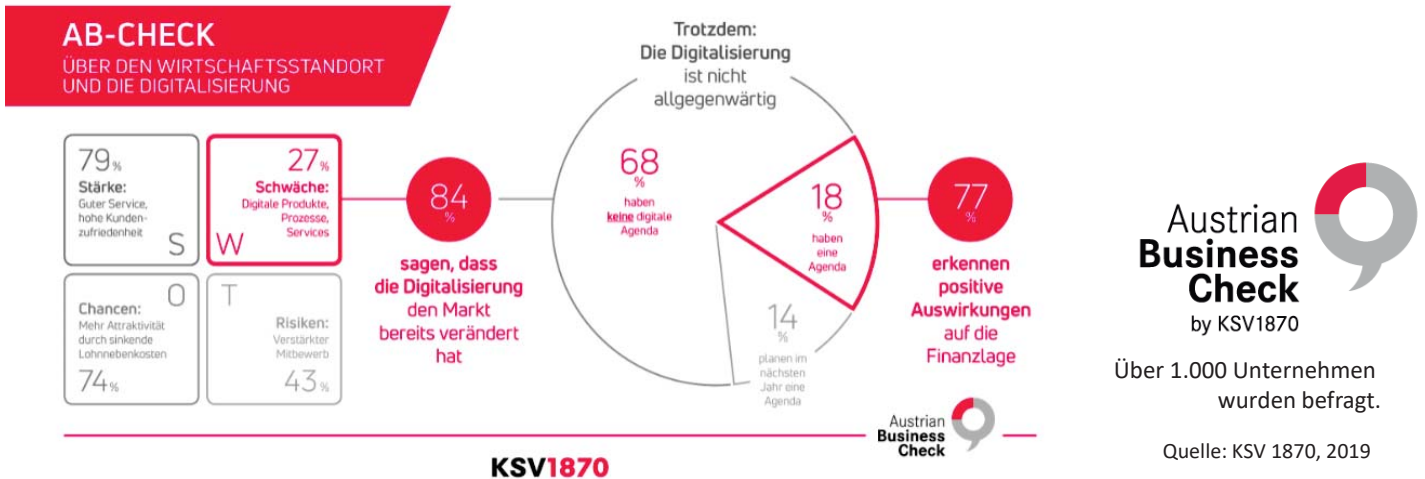 AB-CHECK
ÜBER DEN WIRTSCHAFTSSTANDORT
UND DIE DIGITALISIERUNG
79%
Stärke:
Guter Service,
hohe Kunden-
zufriedenheit
S
27%
Schwäche:
Digitale Produkte,
Prozesse,
Services
W
O
Chancen:
Mehr Attraktivität
durch sinkende
Lohnnebenkosten
74%
T
Risiken:
Verstärkter
Mitbewerb
43%
84
%
sagen, dass
die Digitalisierung
den Markt
bereits verändert
hat
Trotzdem:
Die Digitalisierung
ist nicht
allgegenwärtig
68
%
haben
keine digitale
Agenda
18
%
haben
eine
Agenda
14
%
planen im
nächsten
Jahr eine
Agenda
77
%
erkennen
positive
Auswirkungen
auf die
Finanzlage
Austrian
Business
Check
KSV1870
Austrian
Business
Check
by KSV1870
Über 1.000 Unternehmen
wurden befragt.
Quelle: KSV 1870, 2019